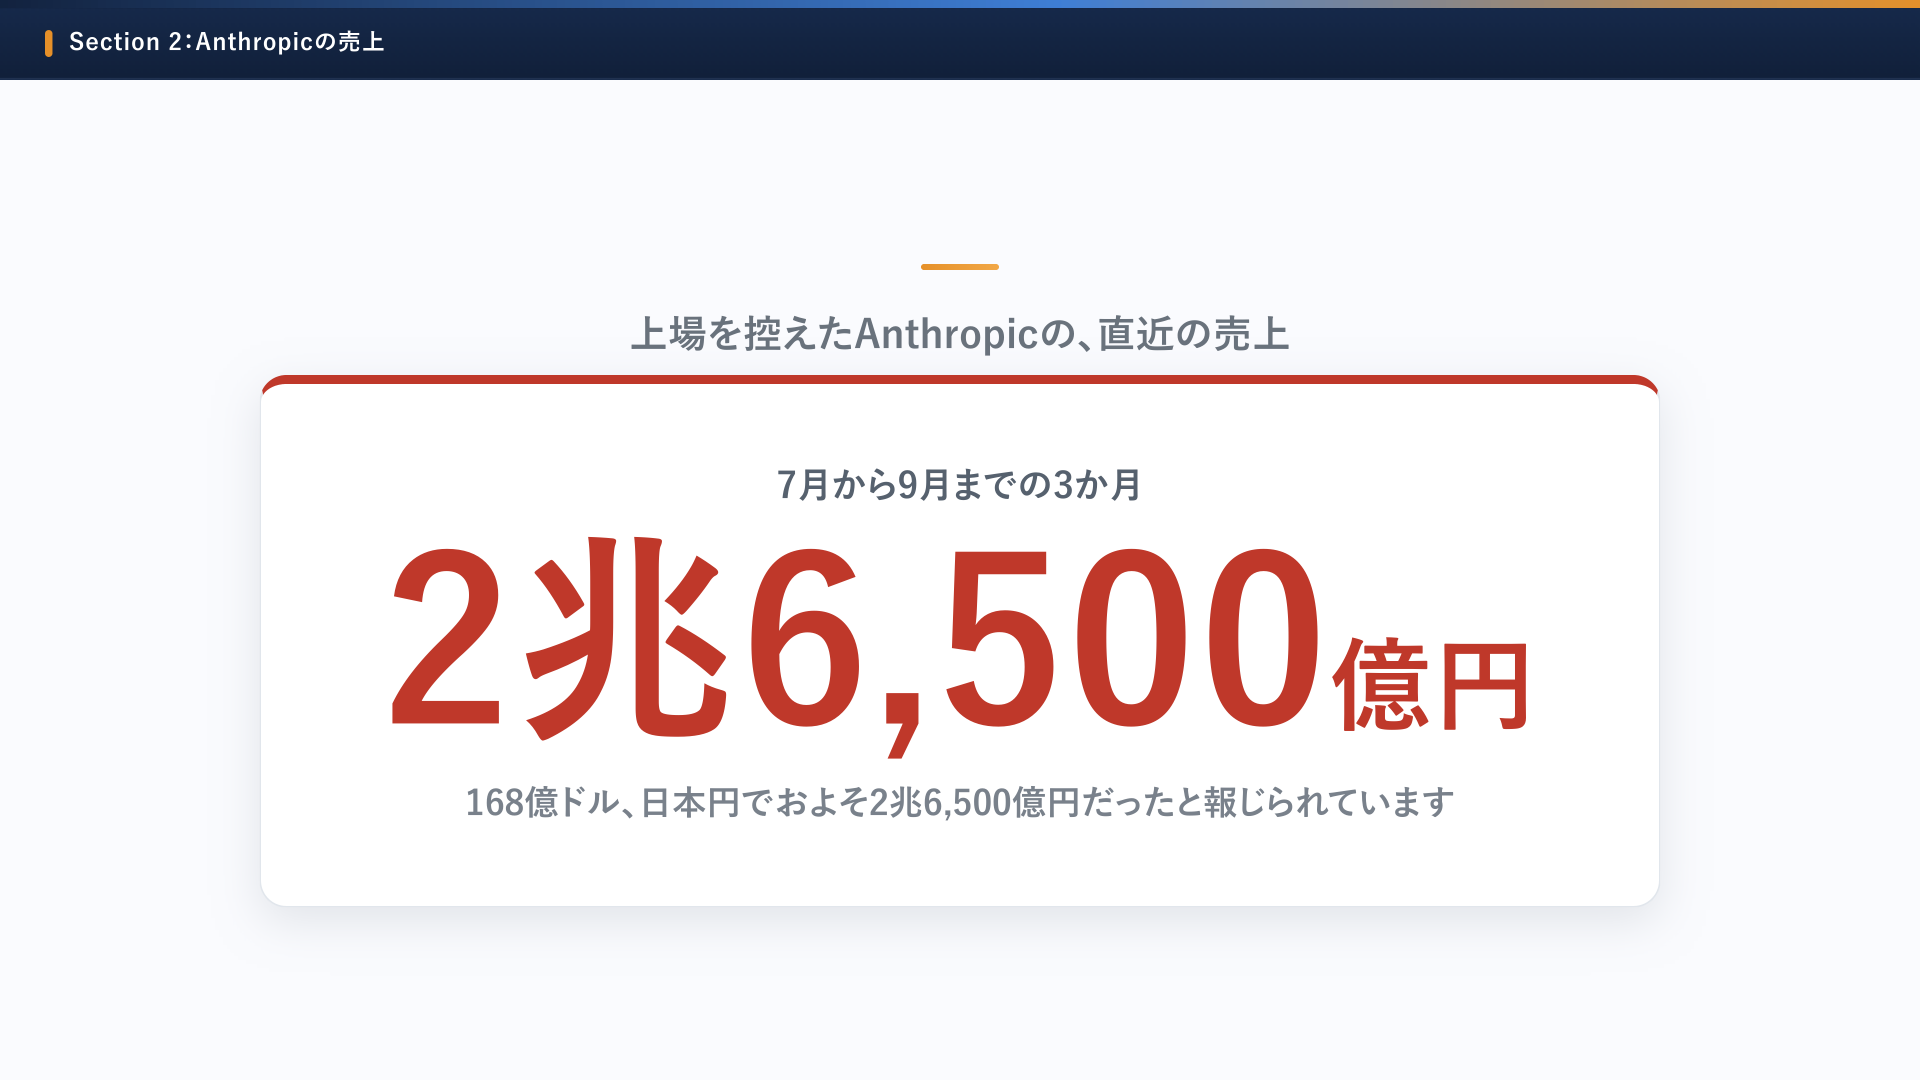 Section 2：Anthropicの売上
上場を控えたAnthropicの、直近の売上
7月から9月までの3か月
2兆6,500億円
168億ドル、日本円でおよそ2兆6,500億円だったと報じられています